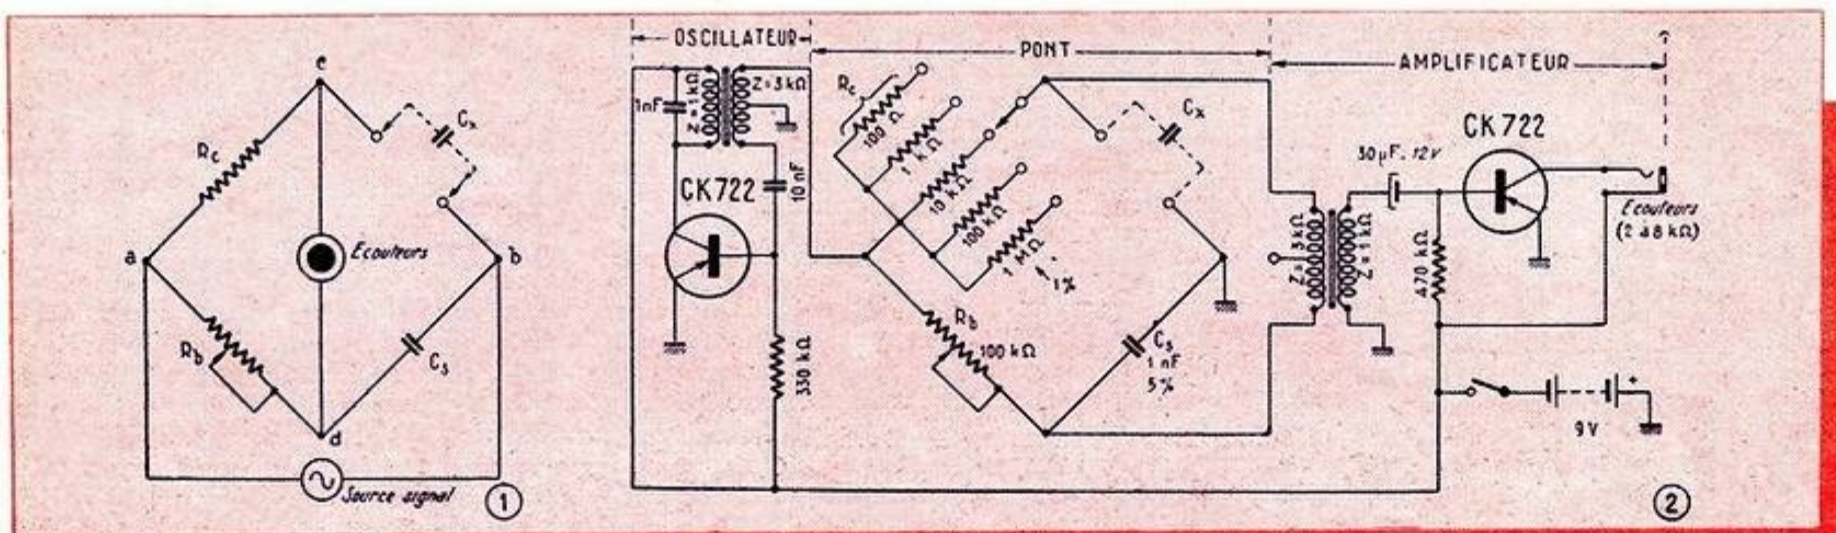 c
Rc
Cx
a
Ecouteurs
b
Rb
Cs
d
Source signal
1
OSCILLATEUR
PONT
AMPLIFICATEUR
1nF
Z=1kΩ
Z=3kΩ
CK722
10 nF
330 kΩ
Rc
100 Ω
1 kΩ
10 kΩ
100 kΩ
1 MΩ
1%
Cx
Rb
100 kΩ
Cs
1 nF
5%
Z=3kΩ
Z=1kΩ
30µF-12V
CK722
470 kΩ
Ecouteurs
(2 à 8 kΩ)
+
9V
2